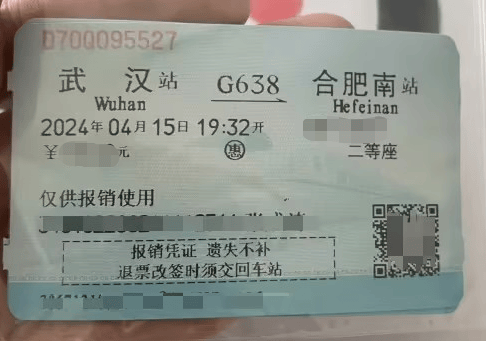 D700095527
武汉站 G638 合肥南站
Wuhan Hefeinan
2024年04月15日19:32开
￥ 元 惠 二等座
仅供报销使用
报销凭证 遗失不补
退票改签时须交回车站